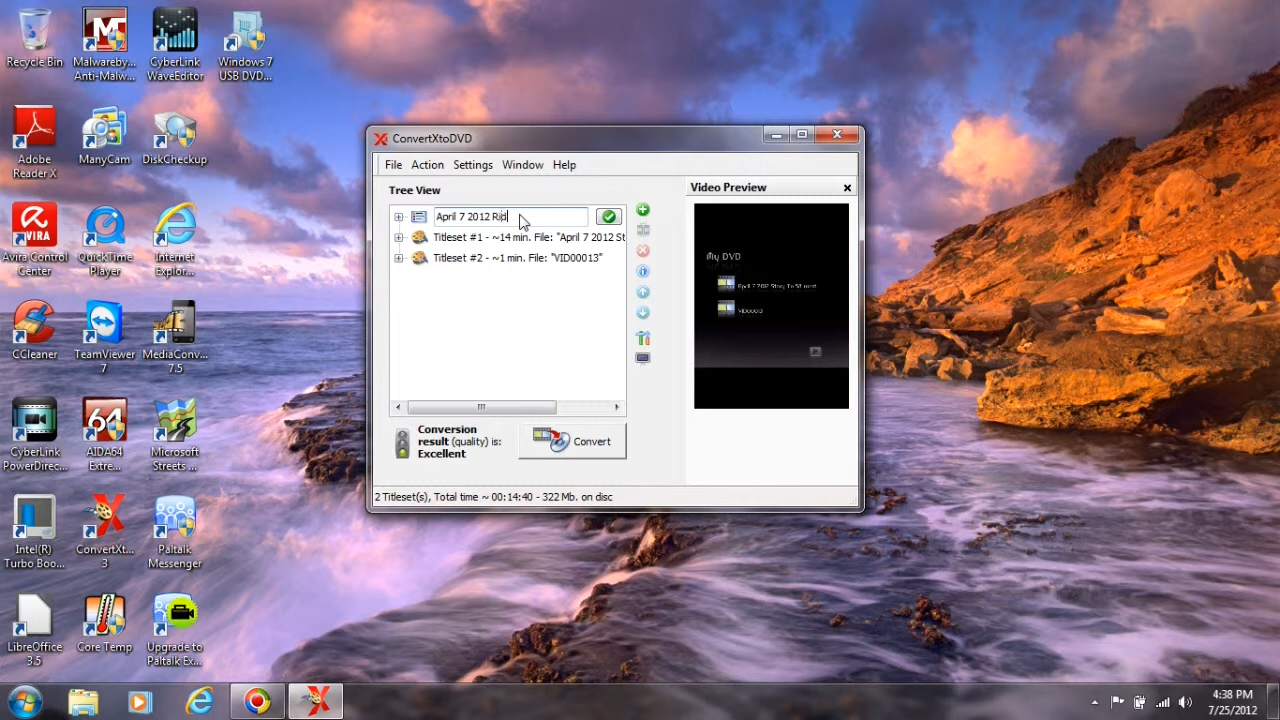 Recycle Bin
Malwareby...
Anti-Malw...
CyberLink
WaveEditor
Windows 7
USB DVD...
Adobe
Reader X
ManyCam
DiskCheckup
Avira Control
Center
QuickTime
Player
Internet
Explor...
CCleaner
TeamViewer
7
MediaConv...
7.5
CyberLink
PowerDirec...
AIDA64
Extre...
Microsoft
Streets ...
Intel(R)
Turbo Boo...
ConvertXt...
3
Paltalk
Messenger
LibreOffice
3.5
Core Temp
Upgrade to
Paltalk Ex...
ConvertXtoDVD
File Action Settings Window Help
Tree View
April 7 2012 Rip
Titleset #1 - ~14 min. File: "April 7 2012 St
Titleset #2 - ~1 min. File: "VID00013"
Conversion
result (quality) is:
Excellent
Convert
Video Preview
My DVD
2 Titleset(s), Total time ~ 00:14:40 - 322 Mb. on disc
4:38 PM
7/25/2012